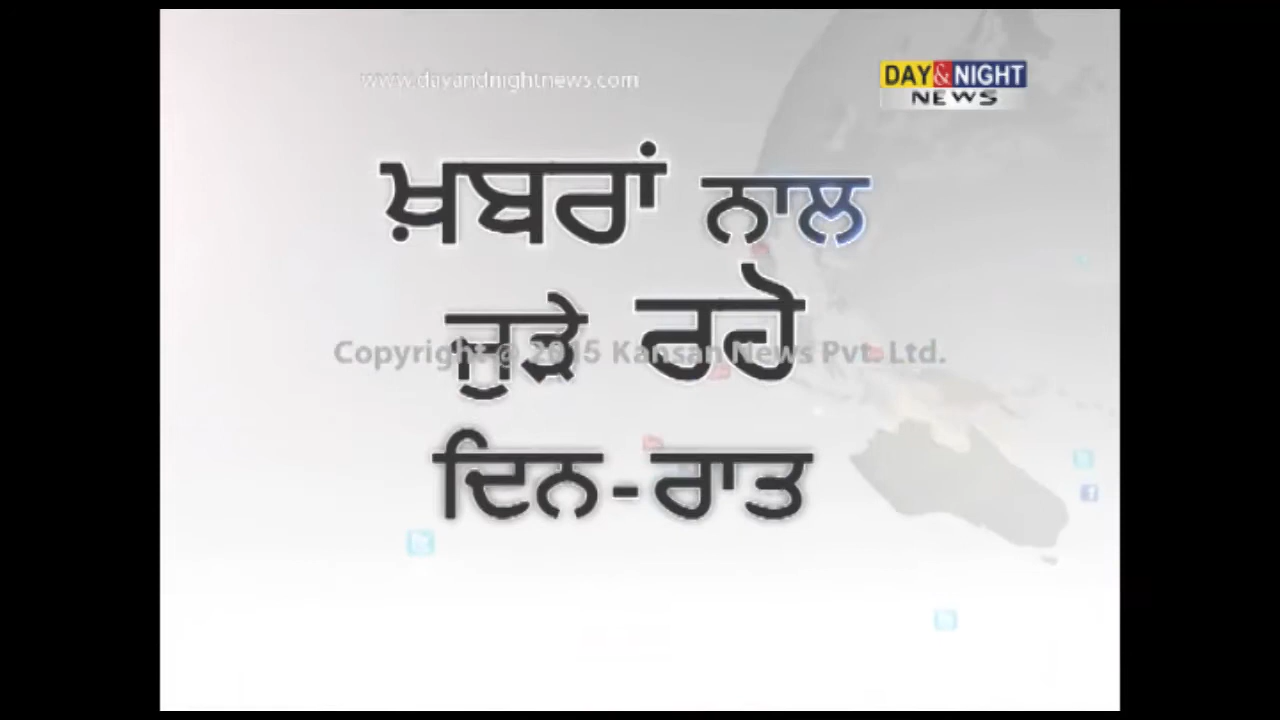 www.dayandnightnews.com
DAY&NIGHT
NEWS
ਖ਼ਬਰਾਂ ਨਾਲ
ਜੁੜੇ ਰਹੋ
Copyright @ 2015 Kansan News Pvt. Ltd.
ਦਿਨ-ਰਾਤ